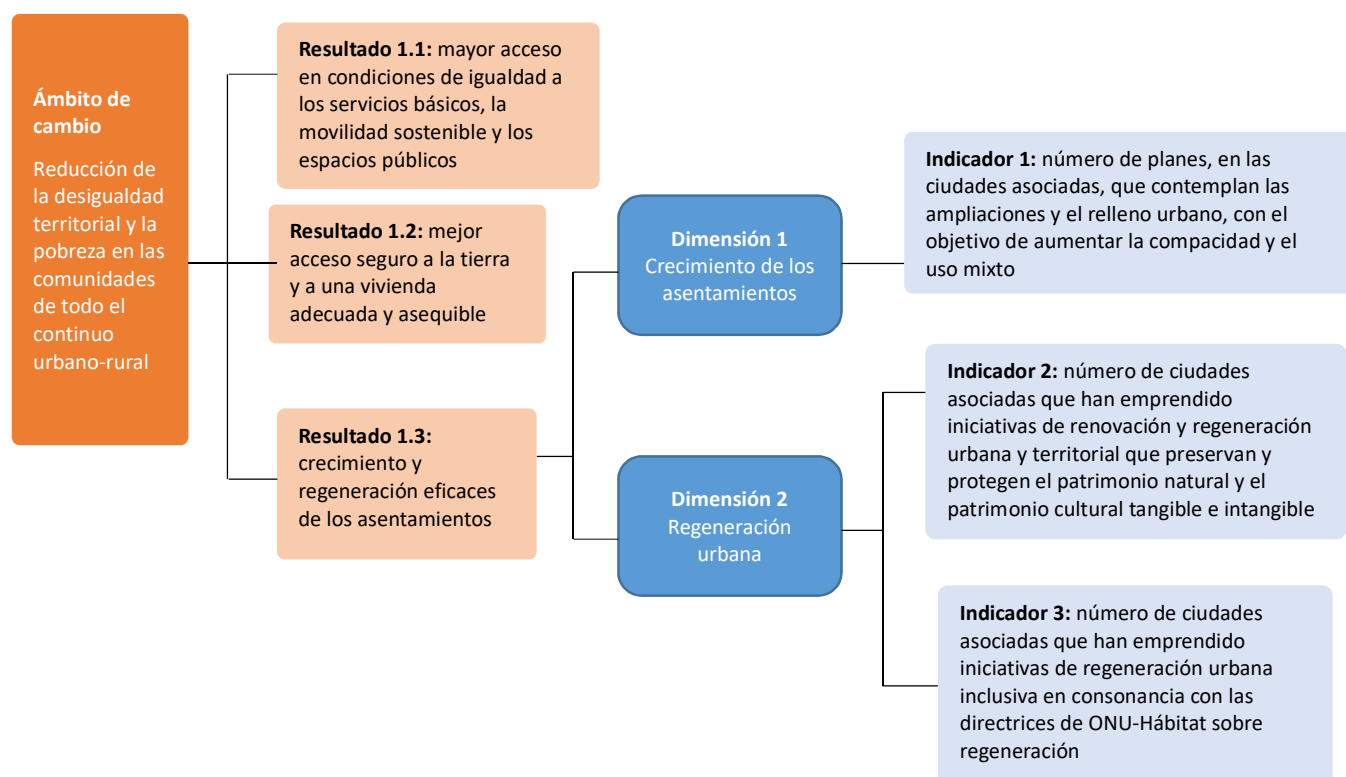 Ámbito de
cambio
Reducción de
la desigualdad
territorial y la
pobreza en las
comunidades
de todo el
continuo
urbano-rural
Resultado 1.1: mayor acceso
en condiciones de igualdad a
los servicios básicos, la
movilidad sostenible y los
espacios públicos
Resultado 1.2: mejor
acceso seguro a la tierra
y a una vivienda
adecuada y asequible
Resultado 1.3:
crecimiento y
regeneración eficaces
de los asentamientos
Dimensión 1
Crecimiento de los
asentamientos
Dimensión 2
Regeneración
urbana
Indicador 1: número de planes, en las
ciudades asociadas, que contemplan las
ampliaciones y el relleno urbano, con el
objetivo de aumentar la compacidad y el
uso mixto
Indicador 2: número de ciudades
asociadas que han emprendido
iniciativas de renovación y regeneración
urbana y territorial que preservan y
protegen el patrimonio natural y el
patrimonio cultural tangible e intangible
Indicador 3: número de ciudades
asociadas que han emprendido
iniciativas de regeneración urbana
inclusiva en consonancia con las
directrices de ONU-Hábitat sobre
regeneración